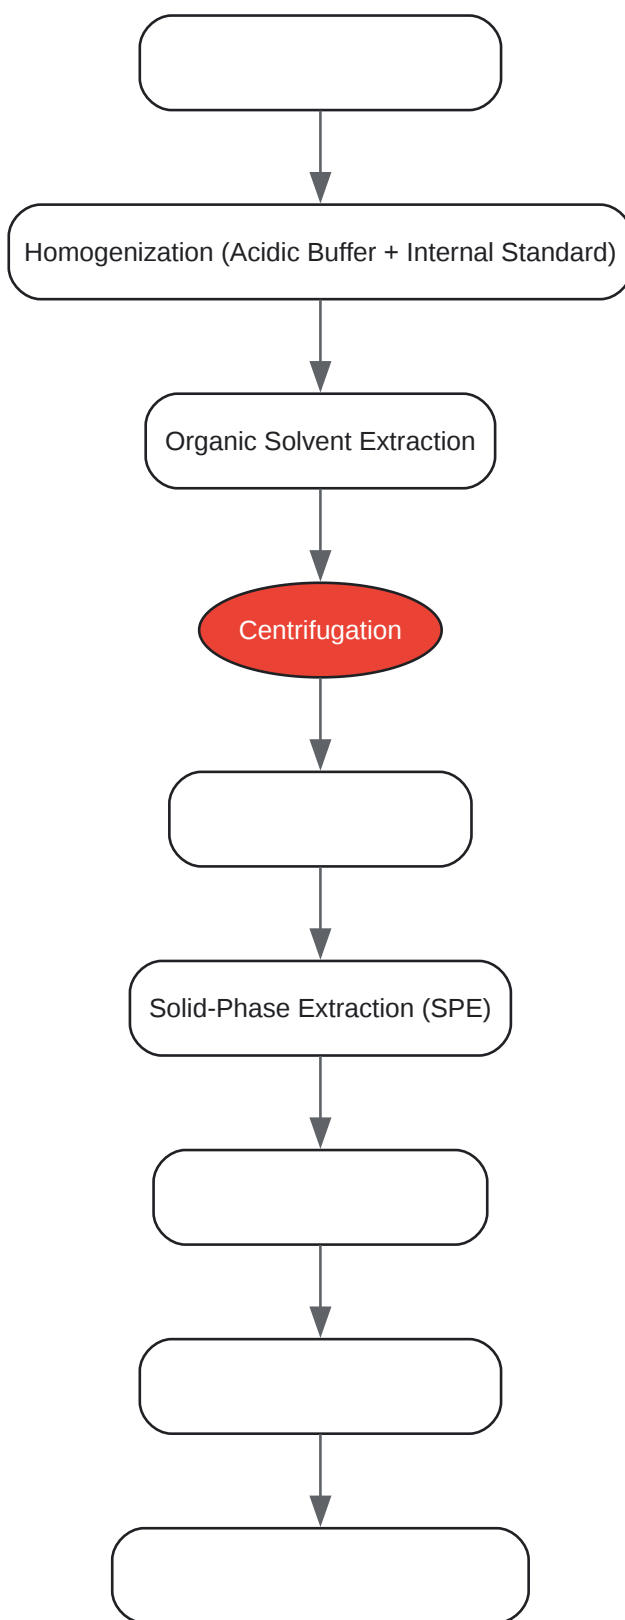 Homogenization (Acidic Buffer + Internal Standard)
Organic Solvent Extraction
Centrifugation
Solid-Phase Extraction (SPE)